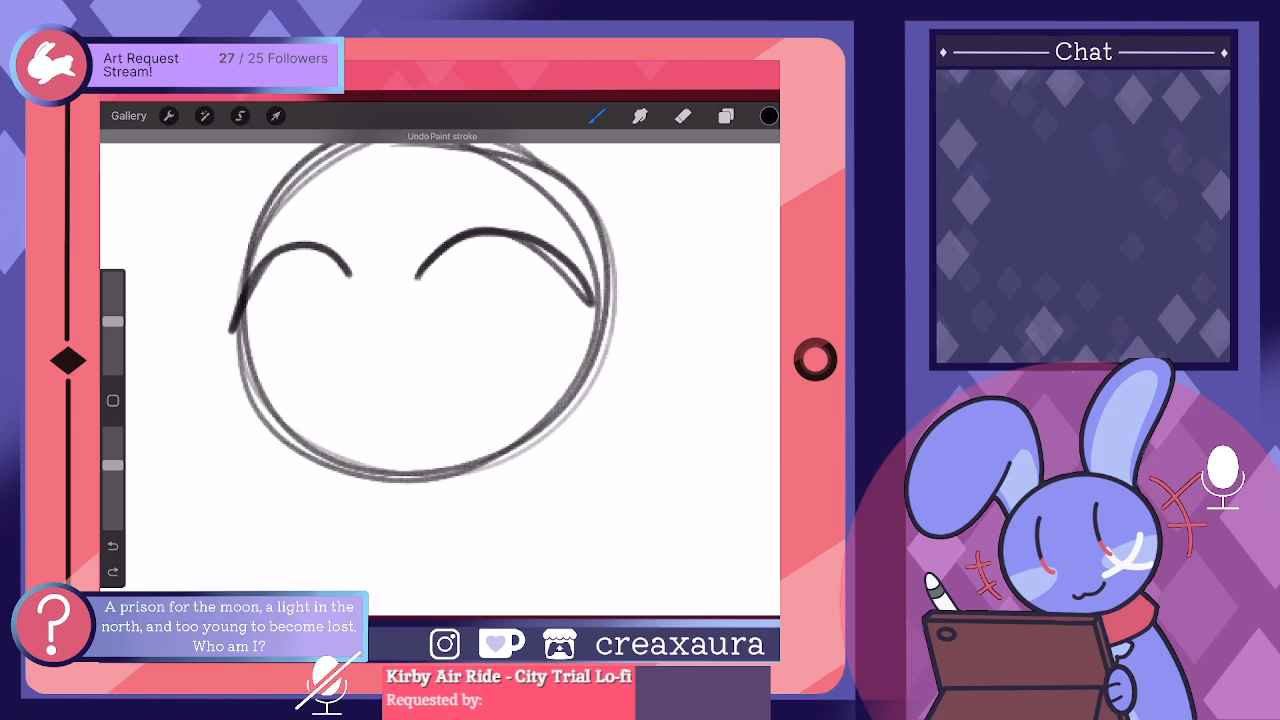 Art Request
Stream!
27 / 25 Followers
Chat
Gallery
Undo Paint stroke
A prison for the moon, a light in the
north, and too young to become lost.
Who am I?
creaxaura
Kirby Air Ride - City Trial Lo-fi
Requested by: